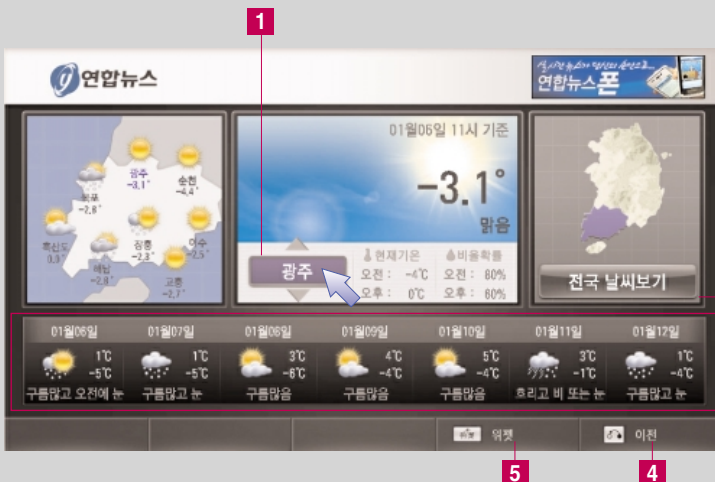 1
연합뉴스
연합뉴스폰
01월06일 11시 기준
-3.1°
맑음
광주
-3.1°
순천
-4.4°
목포
-2.8°
흑산도
0.9°
장흥
-2.3°
여수
-2.5°
해남
-2.8°
고흥
-2.7°
광주
현재기온
오전 : -4℃
오후 : 0℃
비올확률
오전 : 80%
오후 : 60%
전국 날씨보기
01월06일 01월07일 01월08일 01월09일 01월10일 01월11일 01월12일
1℃ 1℃ 3℃ 4℃ 5℃ 3℃ 1℃
-5℃ -5℃ -6℃ -4℃ -4℃ -1℃ -4℃
구름많고 오전에 눈 구름많고 눈 구름많음 구름많음 구름많음 흐리고 비 또는 눈 구름많고 눈
위젯 위젯
이전
5
4